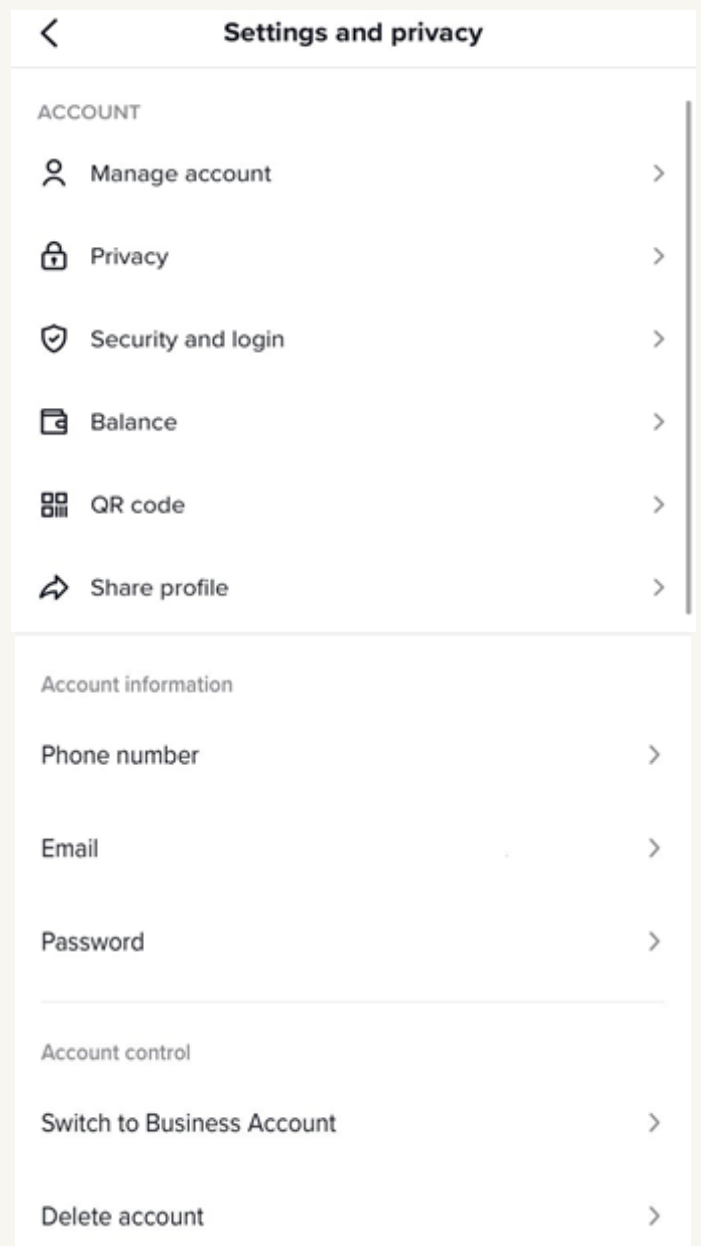 Settings and privacy
ACCOUNT
Manage account
Privacy
Security and login
Balance
QR code
Share profile
Account information
Phone number
Email
Password
Account control
Switch to Business Account
Delete account